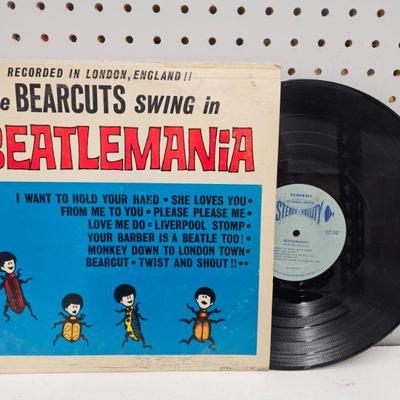 RECORDED IN LONDON, ENGLAND!!
e BEARCUTS SWING in
BEATLEMANiA
I WANT TO HOLD YOUR HAND • SHE LOVES YOU •
FROM ME TO YOU • PLEASE PLEASE ME •
LOVE ME DO • LIVERPOOL STOMP •
YOUR BARBER IS A BEATLE TOO! •
MONKEY DOWN TO LONDON TOWN •
BEARCUT • TWIST AND SHOUT!! ••
SOMERSET
STEREO-FIDELITY
BEATLEMANIA